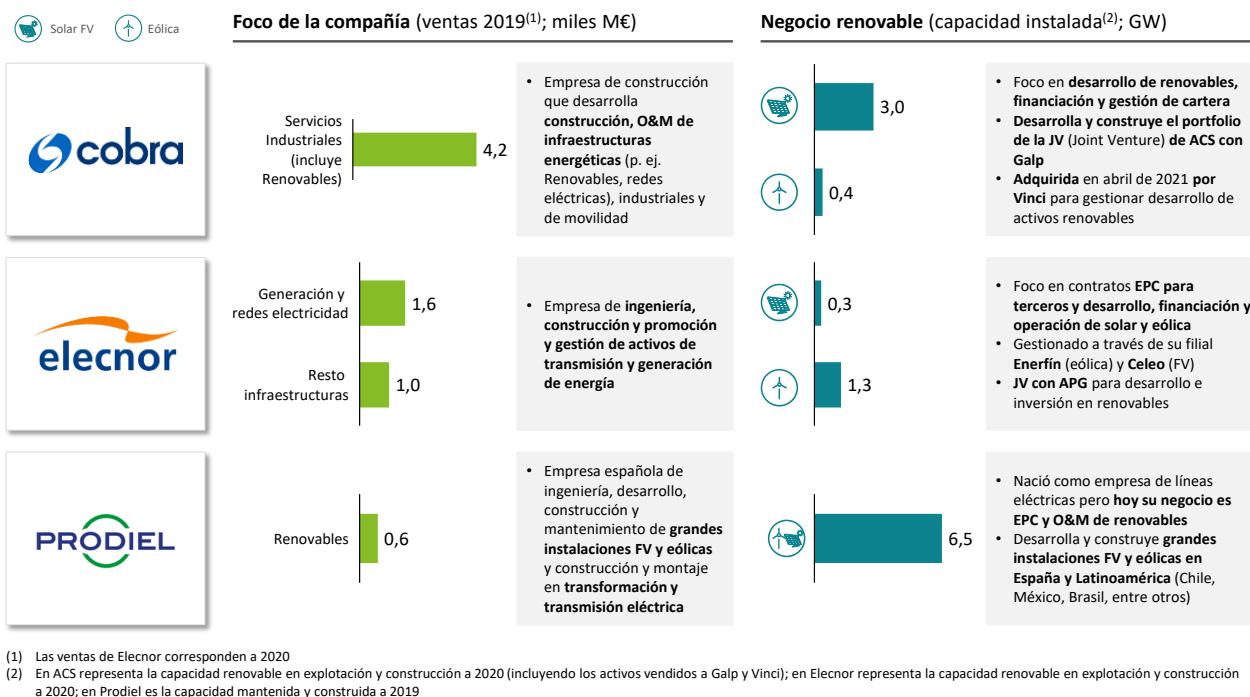 Solar FV
Eólica
Foco de la compañía (ventas 2019(1); miles M€)
Negocio renovable (capacidad instalada(2); GW)
cobra
Servicios
Industriales
(incluye
Renovables)
4,2
• Empresa de construcción
que desarrolla
construcción, O&M de
infraestructuras
energéticas (p. ej.
Renovables, redes
eléctricas), industriales y
de movilidad
3,0
0,4
• Foco en desarrollo de renovables,
financiación y gestión de cartera
• Desarrolla y construye el portfolio
de la JV (Joint Venture) de ACS con
Galp
• Adquirida en abril de 2021 por
Vinci para gestionar desarrollo de
activos renovables
elecnor
Generación y
redes electricidad
1,6
Resto
infraestructuras
1,0
• Empresa de ingeniería,
construcción y promoción
y gestión de activos de
transmisión y generación
de energía
0,3
1,3
• Foco en contratos EPC para
terceros y desarrollo, financiación y
operación de solar y eólica
• Gestionado a través de su filial
Enerfín (eólica) y Celeo (FV)
• JV con APG para desarrollo e
inversión en renovables
PRODIEL
Renovables
0,6
• Empresa española de
ingeniería, desarrollo,
construcción y
mantenimiento de grandes
instalaciones FV y eólicas
y construcción y montaje
en transformación y
transmisión eléctrica
6,5
• Nació como empresa de líneas
eléctricas pero hoy su negocio es
EPC y O&M de renovables
• Desarrolla y construye grandes
instalaciones FV y eólicas en
España y Latinoamérica (Chile,
México, Brasil, entre otros)
(1) Las ventas de Elecnor corresponden a 2020
(2) En ACS representa la capacidad renovable en explotación y construcción a 2020 (incluyendo los activos vendidos a Galp y Vinci); en Elecnor representa la capacidad renovable en explotación y construcción
a 2020; en Prodiel es la capacidad mantenida y construida a 2019